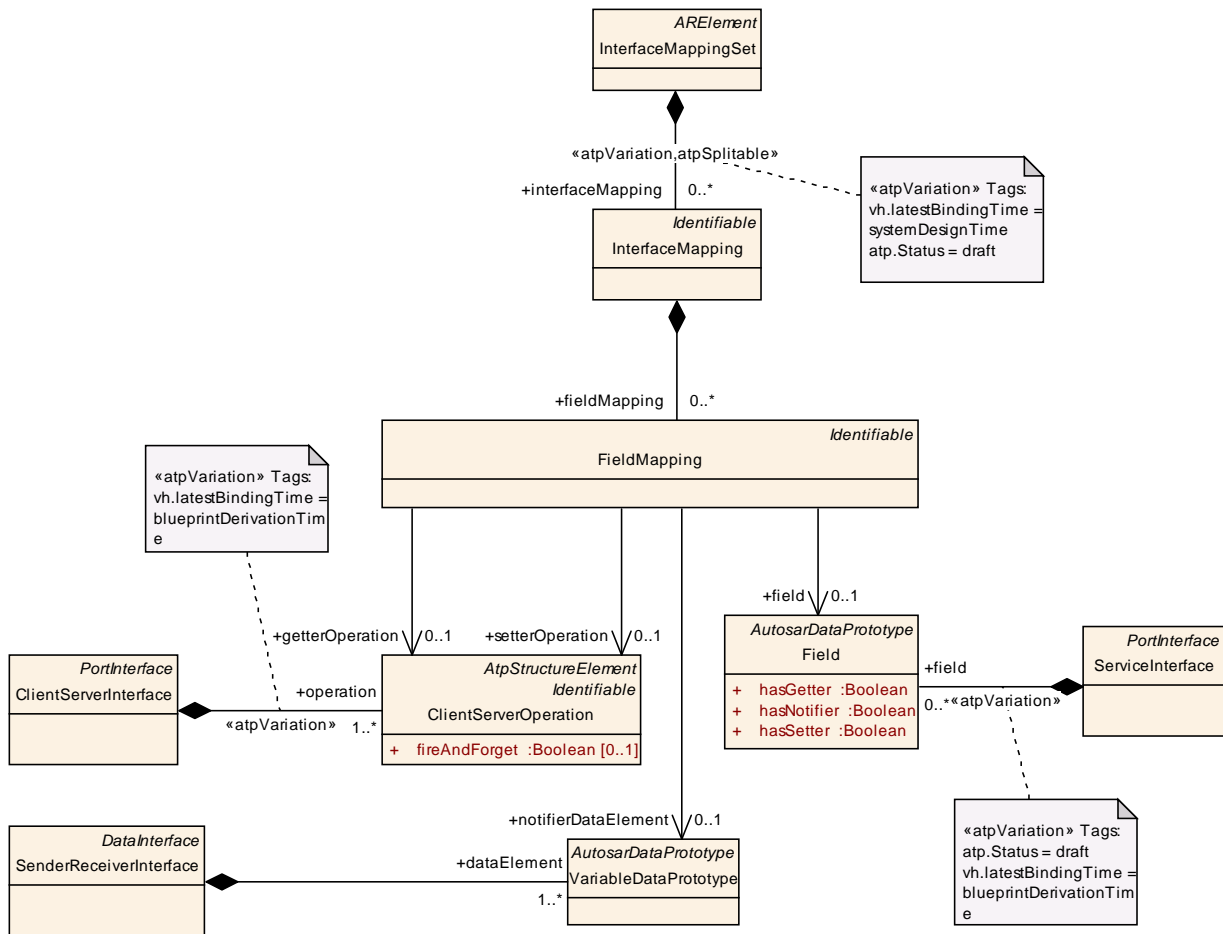 ARElement
InterfaceMappingSet
«atpVariation,atpSplitable»
+interfaceMapping 0..*
«atpVariation» Tags:
vh.latestBindingTime =
systemDesignTime
atp.Status = draft
Identifiable
InterfaceMapping
+fieldMapping 0..*
Identifiable
FieldMapping
«atpVariation» Tags:
vh.latestBindingTime =
blueprintDerivationTim
e
+getterOperation 0..1
+setterOperation 0..1
+field 0..1
PortInterface
ClientServerInterface
+operation
«atpVariation» 1..*
AtpStructureElement
Identifiable
ClientServerOperation
+ fireAndForget :Boolean [0..1]
AutosarDataPrototype
Field
+ hasGetter :Boolean
+ hasNotifier :Boolean
+ hasSetter :Boolean
+field
0..* «atpVariation»
PortInterface
ServiceInterface
+notifierDataElement 0..1
DataInterface
SenderReceiverInterface
+dataElement
1..*
AutosarDataPrototype
VariableDataPrototype
«atpVariation» Tags:
atp.Status = draft
vh.latestBindingTime =
blueprintDerivationTim
e